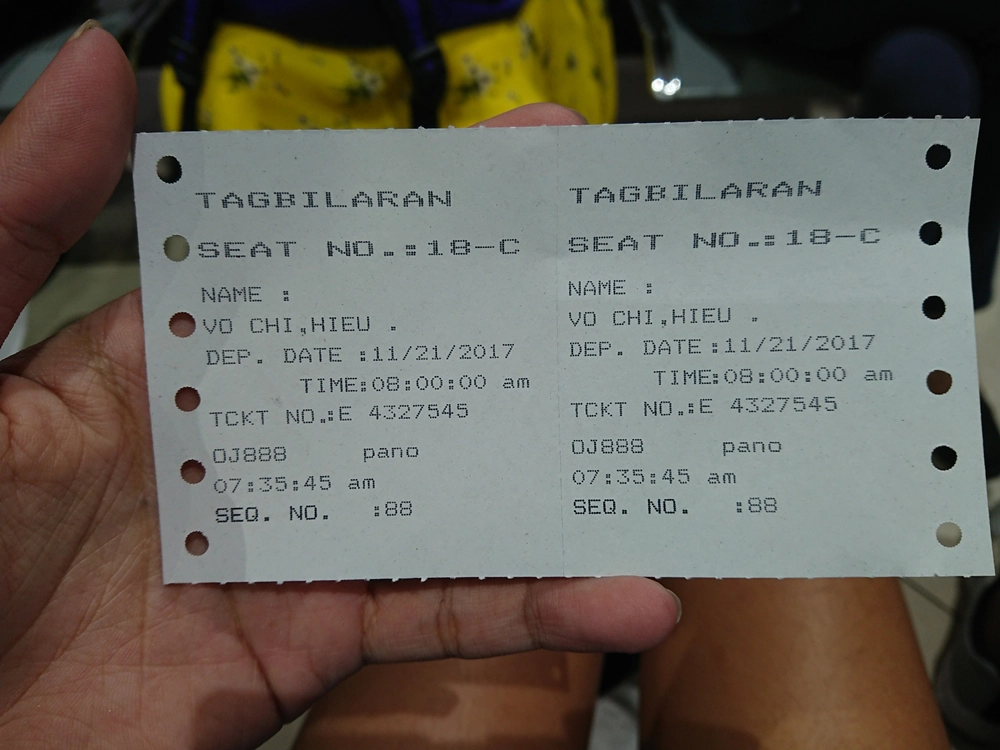 TAGBILARAN
SEAT NO.:18-C
NAME :
VO CHI,HIEU .
DEP. DATE :11/21/2017
TIME:08:00:00 am
TCKT NO.:E 4327545
OJ888 pano
07:35:45 am
SEQ. NO. :88
TAGBILARAN
SEAT NO.:18-C
NAME :
VO CHI,HIEU .
DEP. DATE :11/21/2017
TIME:08:00:00 am
TCKT NO.:E 4327545
OJ888 pano
07:35:45 am
SEQ. NO. :88